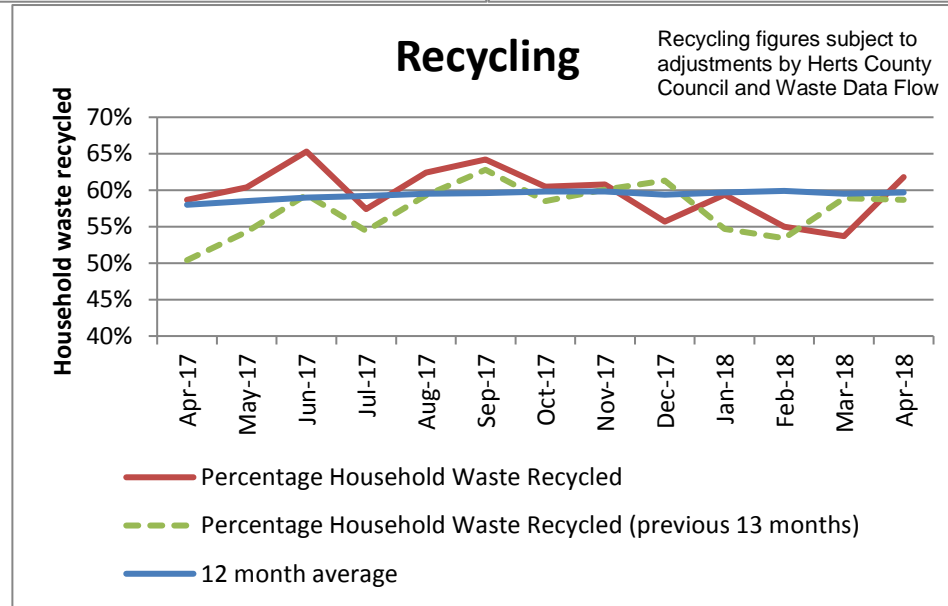 Recycling
Recycling figures subject to
adjustments by Herts County
Council and Waste Data Flow
Household waste recycled
70%
65%
60%
55%
50%
45%
40%
Apr-17
May-17
Jun-17
Jul-17
Aug-17
Sep-17
Oct-17
Nov-17
Dec-17
Jan-18
Feb-18
Mar-18
Apr-18
Percentage Household Waste Recycled
Percentage Household Waste Recycled (previous 13 months)
12 month average